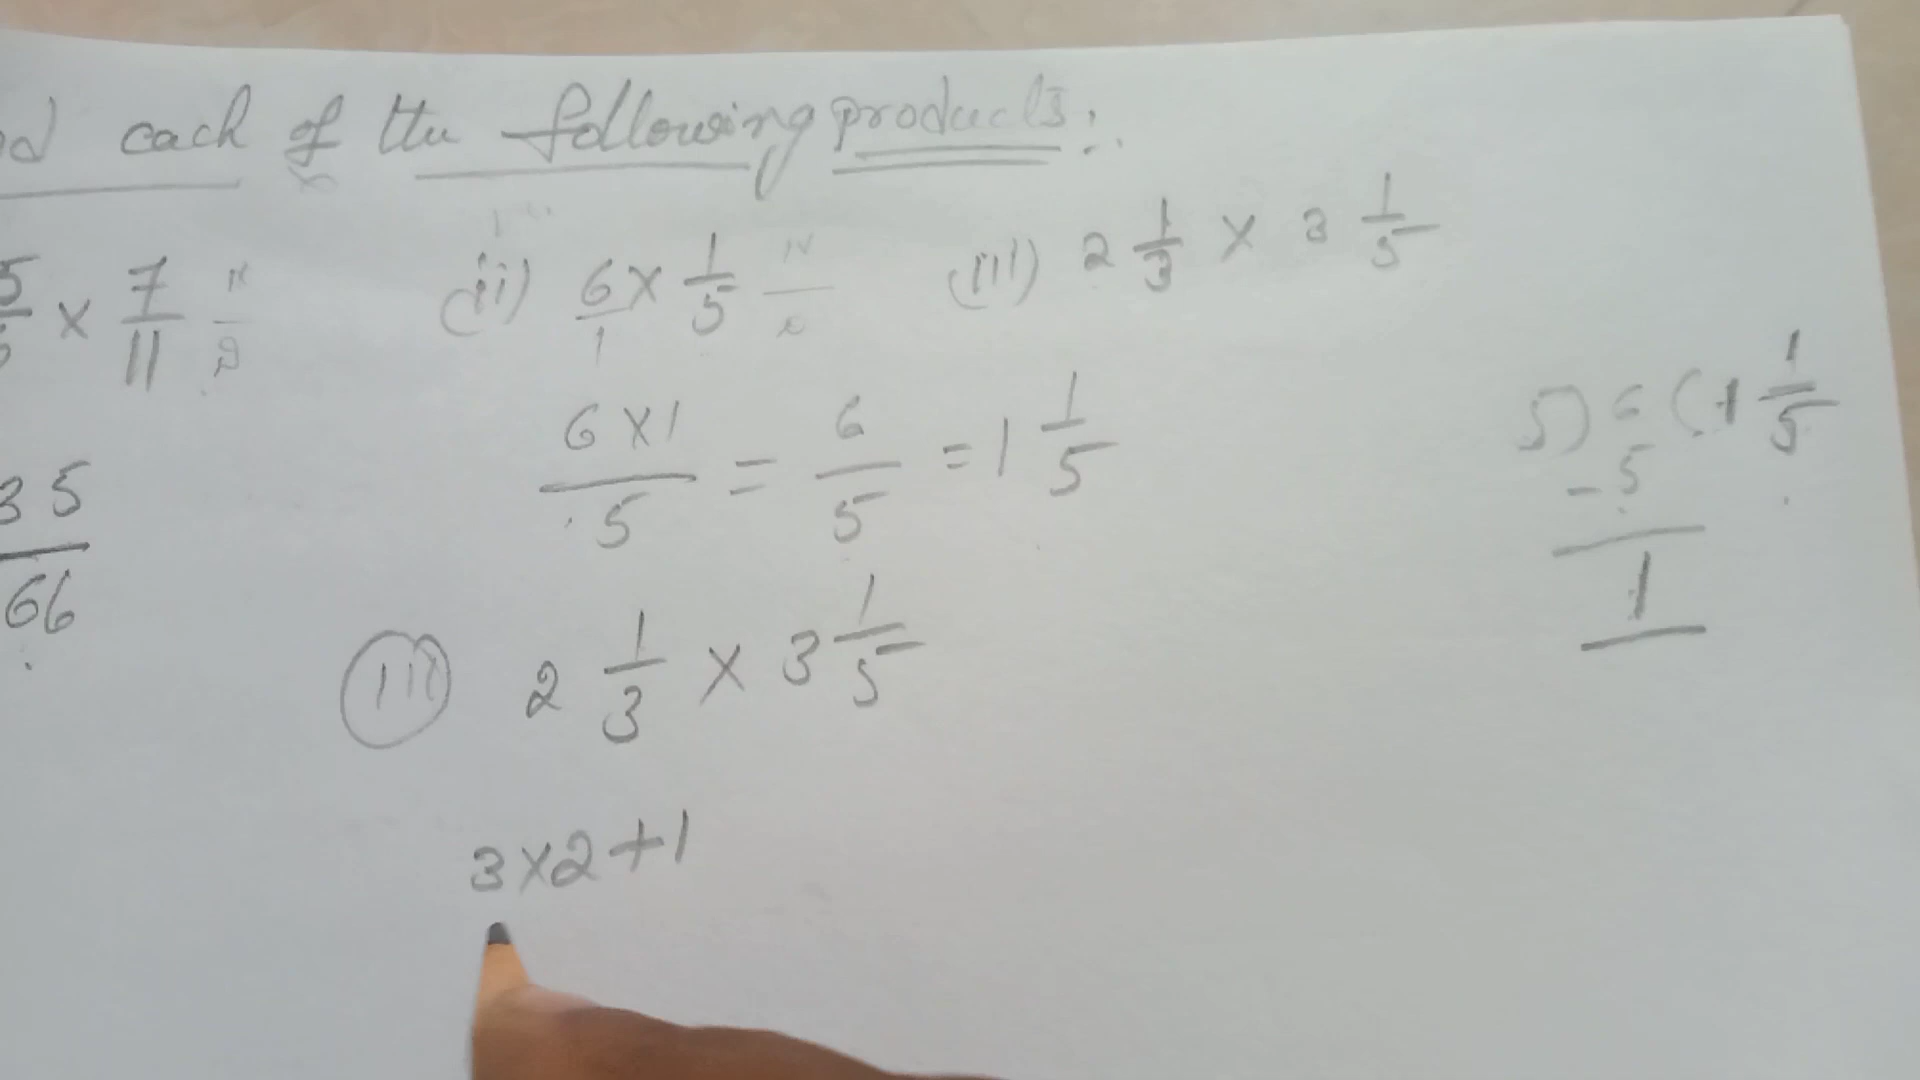 each of the following products:
5 × 7/11 N/D (ii) 6/1 × 1/5 N/D (iii) 2 1/3 × 3 1/5
6×1/5 = 6/5 = 1 1/5
5) 6 (1 1/5
- 5
1
35/66
(iii) 2 1/3 × 3 1/5
3×2+1